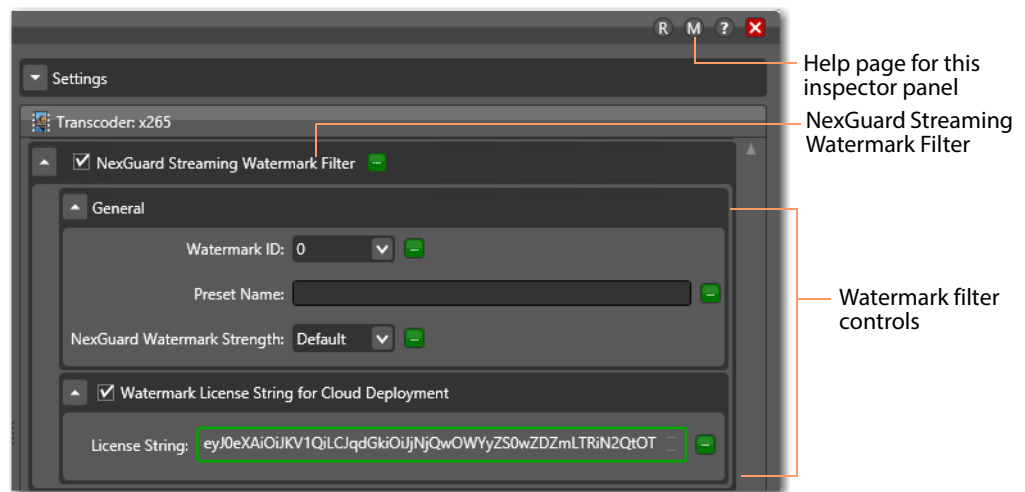 R M ?
Settings
Transcoder: x265
NexGuard Streaming Watermark Filter
General
Watermark ID: 0
Preset Name:
NexGuard Watermark Strength: Default
Watermark License String for Cloud Deployment
License String: eyJ0eXAiOiJKV1QiLCJqdGkiOiJjNjQwOWYyZS0wZDZmLTRiN2QtOT
Help page for this
inspector panel
NexGuard Streaming
Watermark Filter
Watermark filter
controls